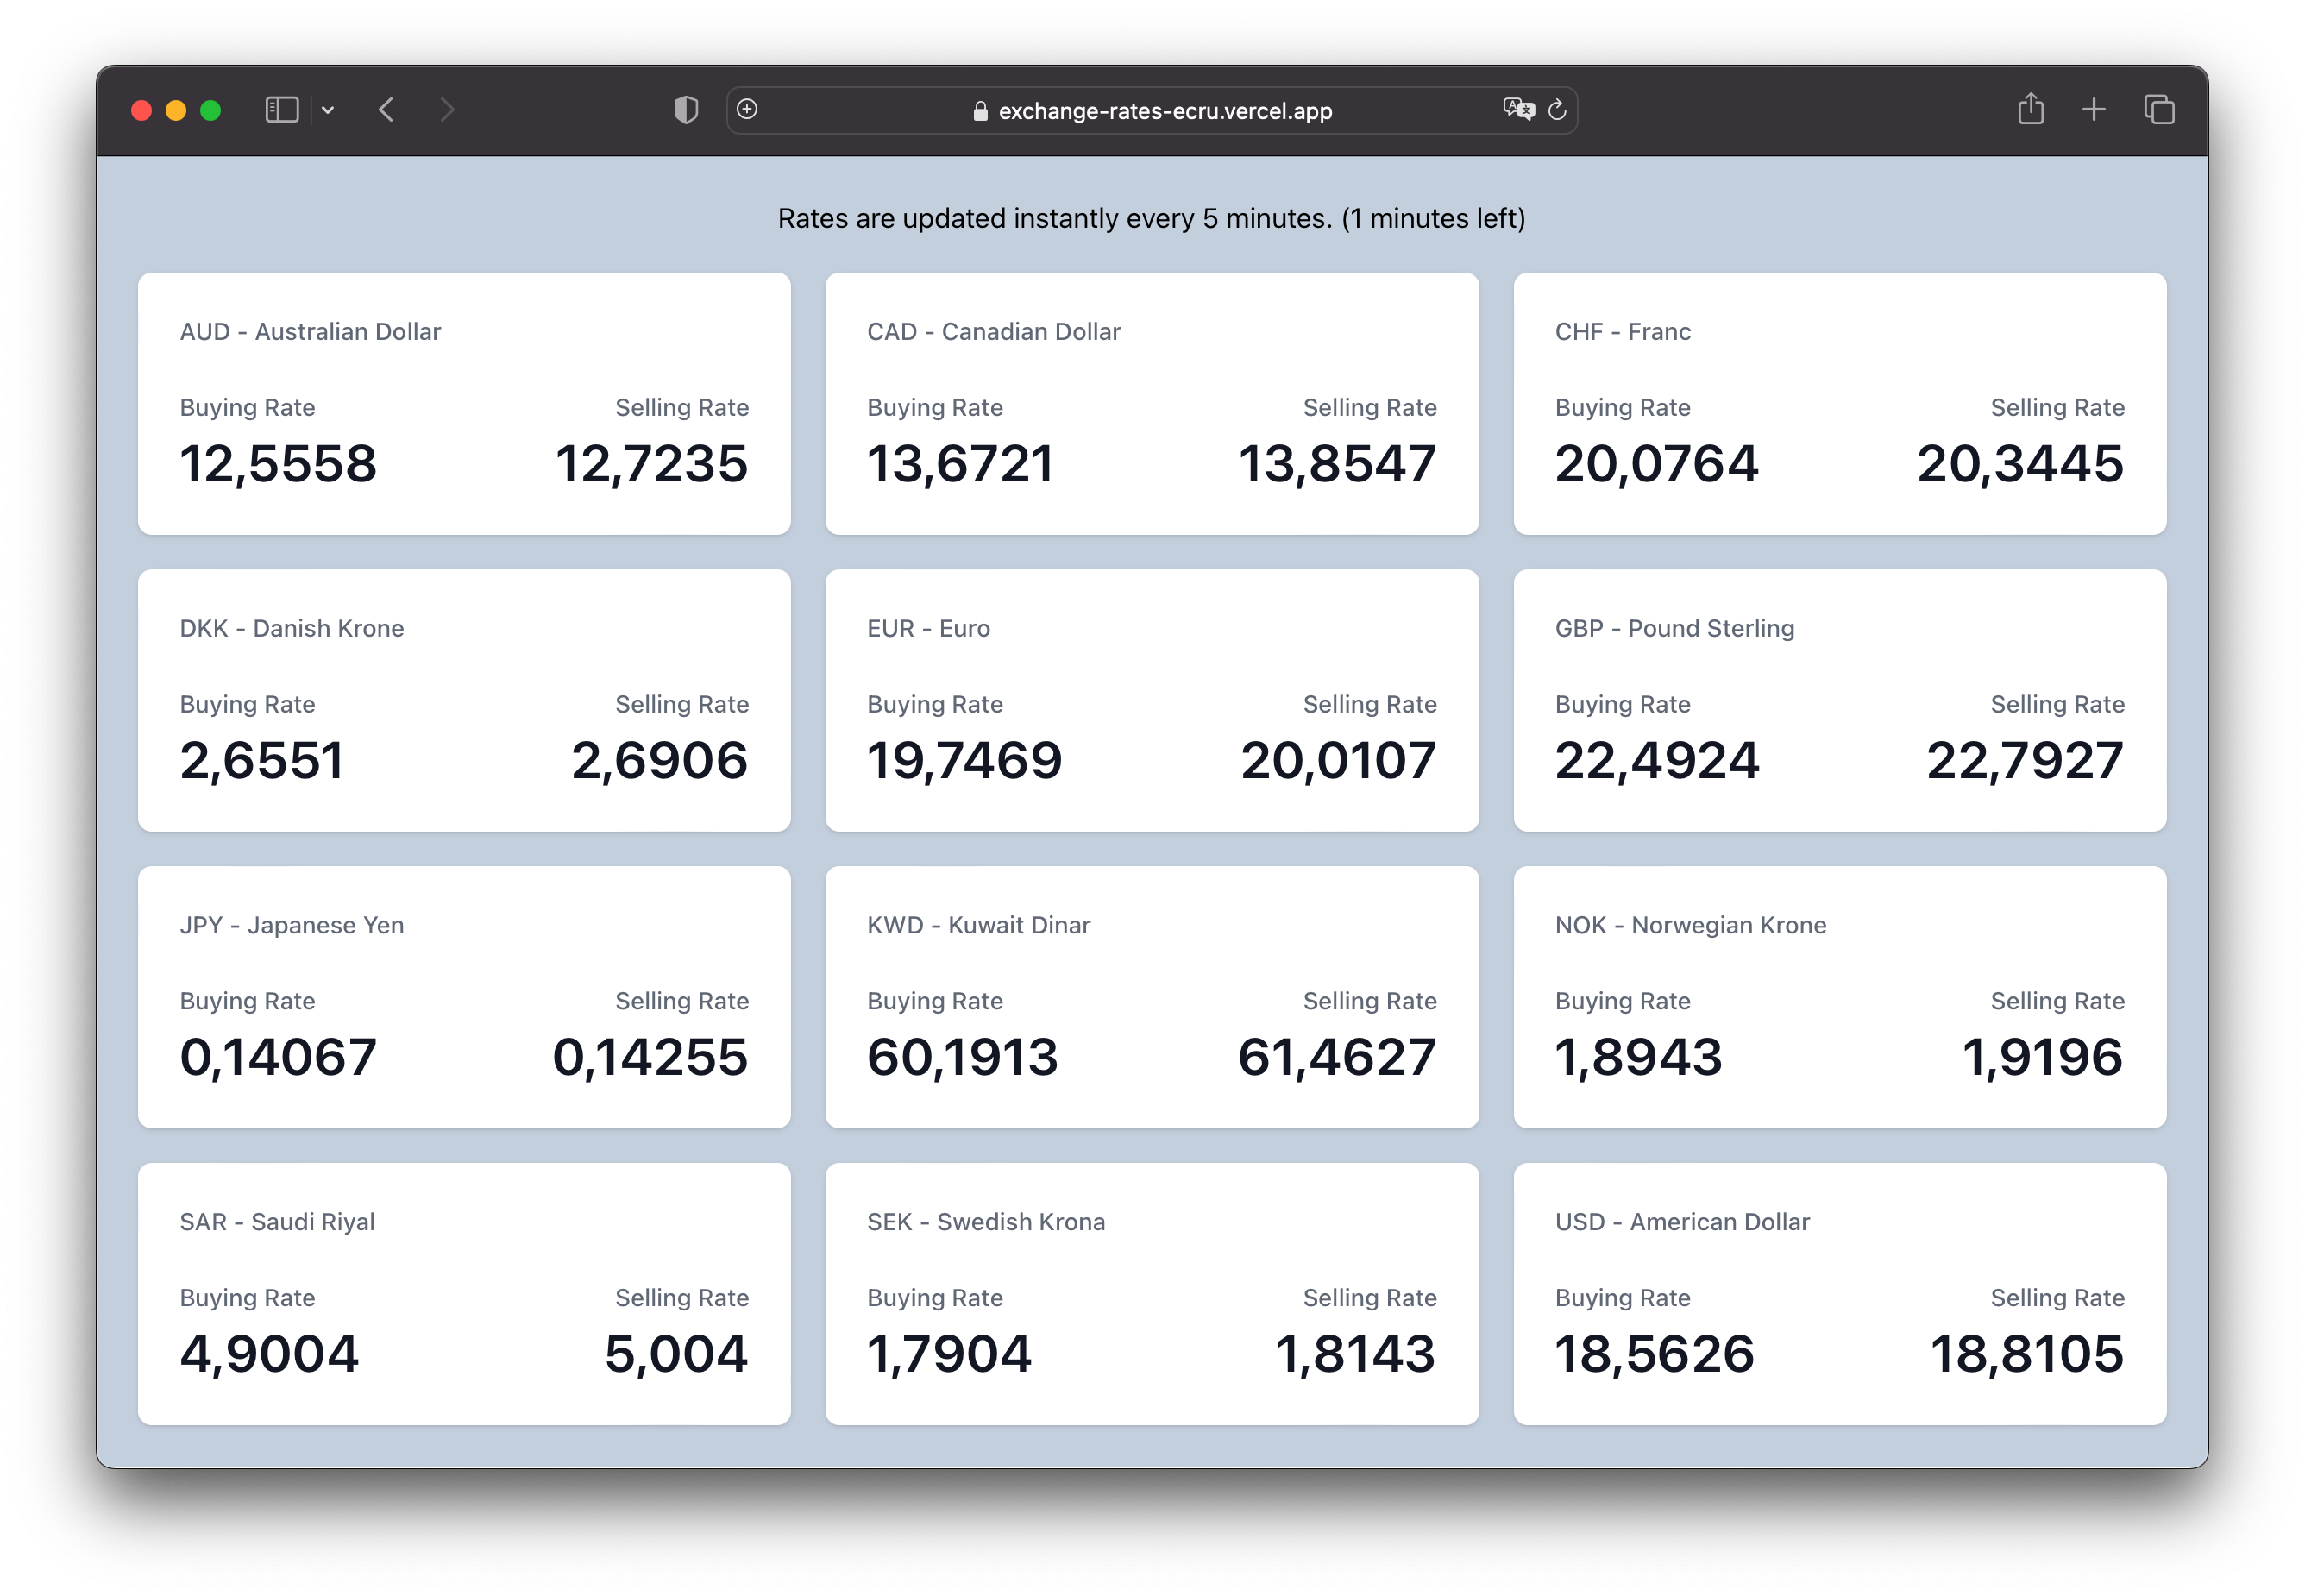 exchange-rates-ecru.vercel.app
Rates are updated instantly every 5 minutes. (1 minutes left)
AUD - Australian Dollar
Buying Rate Selling Rate
12,5558 12,7235
CAD - Canadian Dollar
Buying Rate Selling Rate
13,6721 13,8547
CHF - Franc
Buying Rate Selling Rate
20,0764 20,3445
DKK - Danish Krone
Buying Rate Selling Rate
2,6551 2,6906
EUR - Euro
Buying Rate Selling Rate
19,7469 20,0107
GBP - Pound Sterling
Buying Rate Selling Rate
22,4924 22,7927
JPY - Japanese Yen
Buying Rate Selling Rate
0,14067 0,14255
KWD - Kuwait Dinar
Buying Rate Selling Rate
60,1913 61,4627
NOK - Norwegian Krone
Buying Rate Selling Rate
1,8943 1,9196
SAR - Saudi Riyal
Buying Rate Selling Rate
4,9004 5,004
SEK - Swedish Krona
Buying Rate Selling Rate
1,7904 1,8143
USD - American Dollar
Buying Rate Selling Rate
18,5626 18,8105